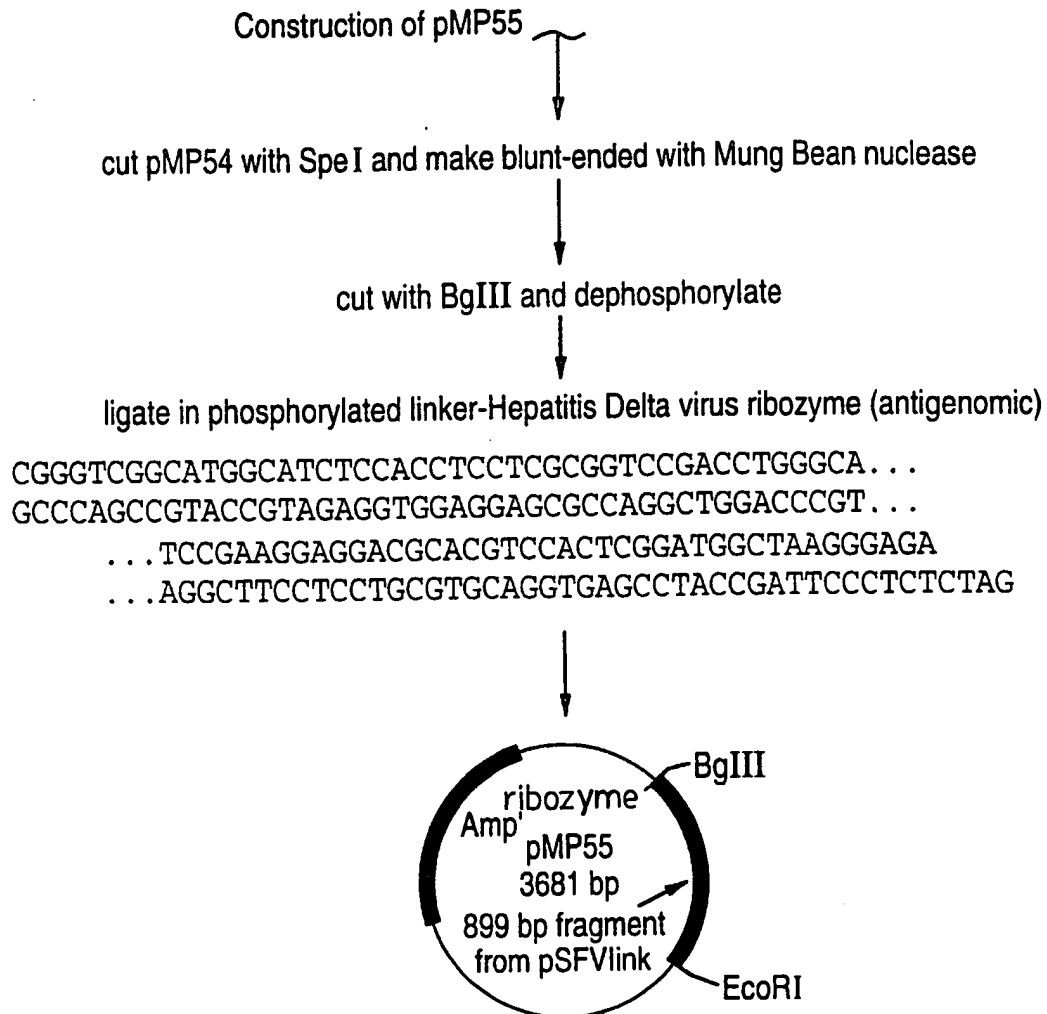 Construction of pMP55
cut pMP54 with SpeI and make blunt-ended with Mung Bean nuclease
cut with BglII and dephosphorylate
ligate in phosphorylated linker-Hepatitis Delta virus ribozyme (antigenomic)
CGGGTCGGCATGGCATCTCCACCTCCTCGCGGTCCGACCTGGGCA...
GCCCAGCCGTACCGTAGAGGTGGAGGAGCGCCAGGCTGGACCCGT...
...TCCGAAGGAGGACGCACGTCCACTCGGATGGCTAAGGGAGA
...AGGCTTCCTCCTGCGTGCAGGTGAGCCTACCGATTCCCTCTCTAG
BglII
ribozyme
Amp'
pMP55
3681 bp
899 bp fragment
from pSFVlink
EcoRI